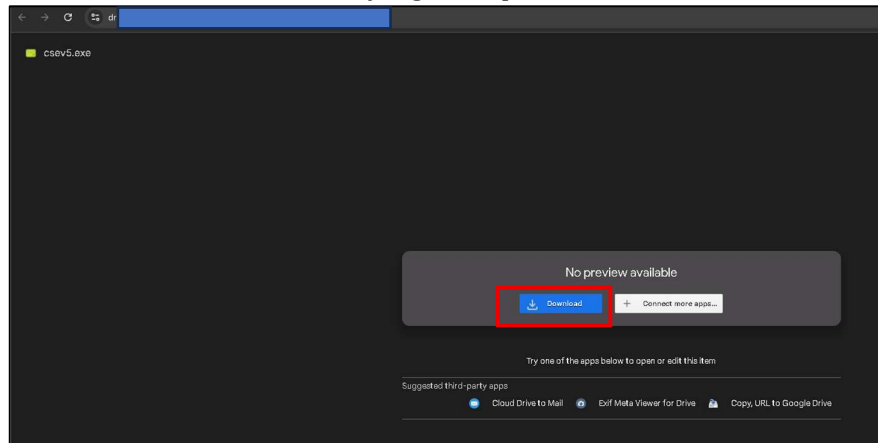 dr
csev5.exe
No preview available
Download
Connect more apps...
Try one of the apps below to open or edit this item
Suggested third-party apps
Cloud Drive to Mail Exif Meta Viewer for Drive Copy, URL to Google Drive